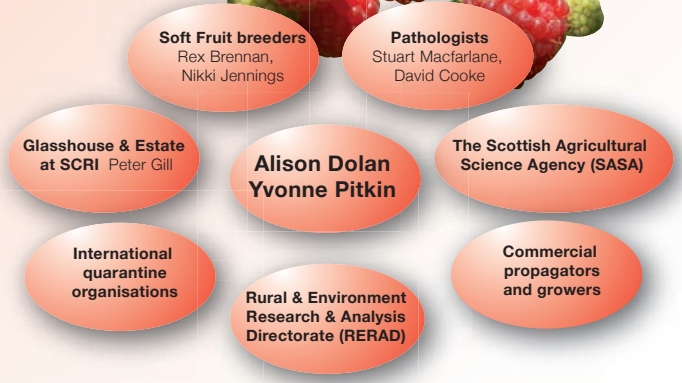 Soft Fruit breeders
Rex Brennan,
Nikki Jennings
Pathologists
Stuart Macfarlane,
David Cooke
Glasshouse & Estate
at SCRI Peter Gill
Alison Dolan
Yvonne Pitkin
The Scottish Agricultural
Science Agency (SASA)
International
quarantine
organisations
Rural & Environment
Research & Analysis
Directorate (RERAD)
Commercial
propagators
and growers